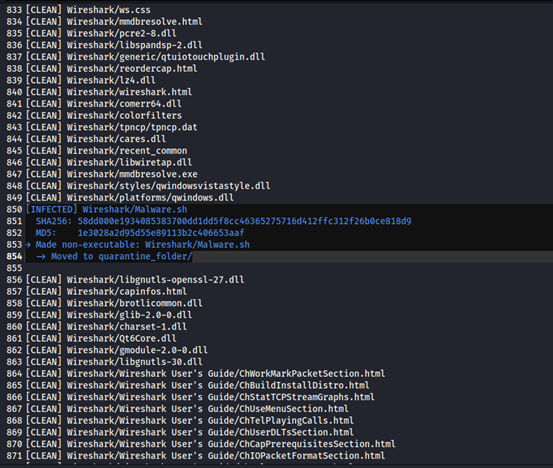 833 [CLEAN] Wireshark/ws.css
834 [CLEAN] Wireshark/mmdbresolve.html
835 [CLEAN] Wireshark/pcre2-8.dll
836 [CLEAN] Wireshark/libspandsp-2.dll
837 [CLEAN] Wireshark/generic/qtuiotouchplugin.dll
838 [CLEAN] Wireshark/reordercap.html
839 [CLEAN] Wireshark/lz4.dll
840 [CLEAN] Wireshark/wireshark.html
841 [CLEAN] Wireshark/comerr64.dll
842 [CLEAN] Wireshark/colorfilters
843 [CLEAN] Wireshark/tpncp/tpncp.dat
844 [CLEAN] Wireshark/cares.dll
845 [CLEAN] Wireshark/recent_common
846 [CLEAN] Wireshark/libwiretap.dll
847 [CLEAN] Wireshark/mmdbresolve.exe
848 [CLEAN] Wireshark/styles/qwindowsvistastyle.dll
849 [CLEAN] Wireshark/platforms/qwindows.dll
850 [INFECTED] Wireshark/Malware.sh
851 SHA256: 58dd000e1934085383700dd1dd5f8cc46365275716d412ffc312f26b0ce818d9
852 MD5: 1e3028a2d95d55e89113b2c406653aaf
853 → Made non-executable: Wireshark/Malware.sh
854 → Moved to quarantine_folder/
855
856 [CLEAN] Wireshark/libgnutls-openssl-27.dll
857 [CLEAN] Wireshark/capinfos.html
858 [CLEAN] Wireshark/brotlicommon.dll
859 [CLEAN] Wireshark/glib-2.0-0.dll
860 [CLEAN] Wireshark/charset-1.dll
861 [CLEAN] Wireshark/Qt6Core.dll
862 [CLEAN] Wireshark/gmodule-2.0-0.dll
863 [CLEAN] Wireshark/libgnutls-30.dll
864 [CLEAN] Wireshark/Wireshark User's Guide/ChWorkMarkPacketSection.html
865 [CLEAN] Wireshark/Wireshark User's Guide/ChBuildInstallDistro.html
866 [CLEAN] Wireshark/Wireshark User's Guide/ChStatTCPStreamGraphs.html
867 [CLEAN] Wireshark/Wireshark User's Guide/ChUseMenuSection.html
868 [CLEAN] Wireshark/Wireshark User's Guide/ChTelPlayingCalls.html
869 [CLEAN] Wireshark/Wireshark User's Guide/ChUserDLTsSection.html
870 [CLEAN] Wireshark/Wireshark User's Guide/ChCapPrerequisitesSection.html
871 [CLEAN] Wireshark/Wireshark User's Guide/ChIOPacketFormatSection.html